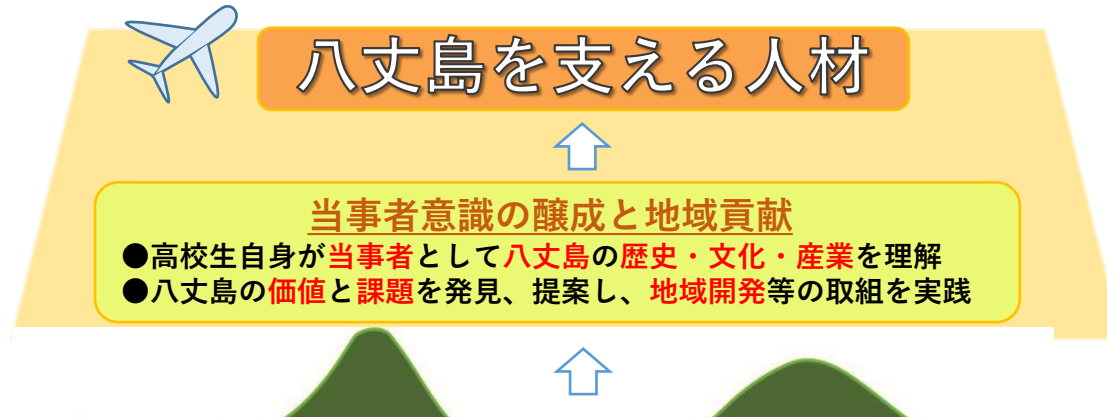 八丈島を支える人材
当事者意識の醸成と地域貢献
●高校生自身が当事者として八丈島の歴史・文化・産業を理解
●八丈島の価値と課題を発見、提案し、地域開発等の取組を実践